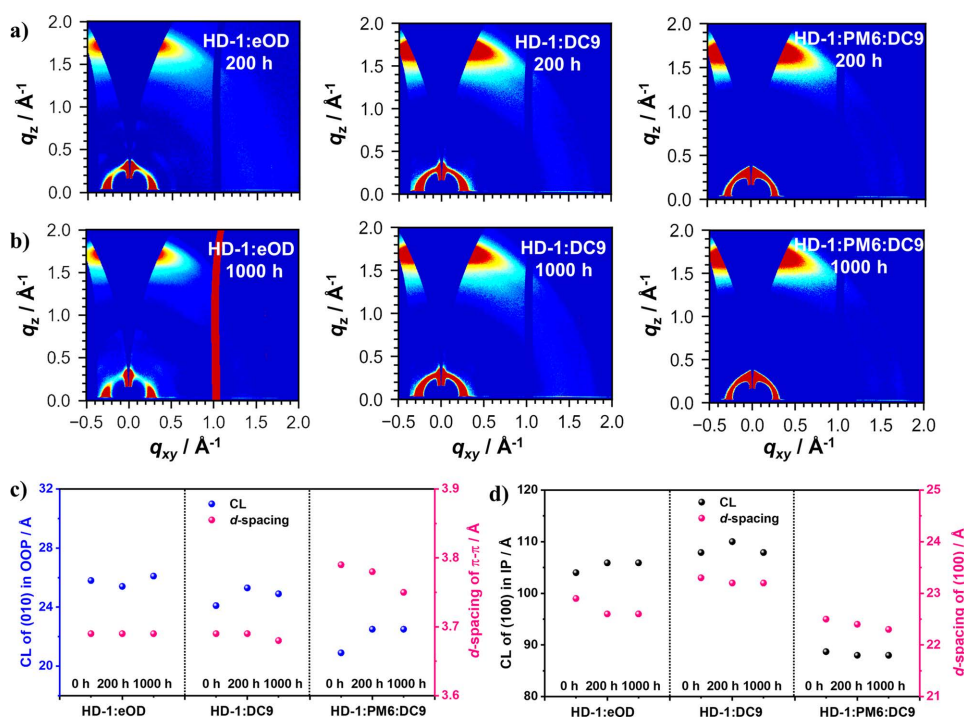 a)
HD-1:eOD
200 h
HD-1:DC9
200 h
HD-1:PM6:DC9
200 h
qz / Å-1
qz / Å-1
qz / Å-1
2.0
1.5
1.0
0.5
0.0
2.0
1.5
1.0
0.5
0.0
2.0
1.5
1.0
0.5
0.0
b)
HD-1:eOD
1000 h
HD-1:DC9
1000 h
HD-1:PM6:DC9
1000 h
qz / Å-1
qz / Å-1
qz / Å-1
2.0
1.5
1.0
0.5
0.0
2.0
1.5
1.0
0.5
0.0
2.0
1.5
1.0
0.5
0.0
−0.5 0.0 0.5 1.0 1.5 2.0
−0.5 0.0 0.5 1.0 1.5 2.0
−0.5 0.0 0.5 1.0 1.5 2.0
qxy / Å-1
qxy / Å-1
qxy / Å-1
c)
CL of (010) in OOP / Å
32
28
24
20
CL
d-spacing
0 h 200 h 1000 h
0 h 200 h 1000 h
0 h 200 h 1000 h
HD-1:eOD
HD-1:DC9
HD-1:PM6:DC9
3.9
3.8
3.7
3.6
d-spacing of π-π / Å
d)
CL of (100) in IP / Å
120
110
100
90
80
CL
d-spacing
0 h 200 h 1000 h
0 h 200 h 1000 h
0 h 200 h 1000 h
HD-1:eOD
HD-1:DC9
HD-1:PM6:DC9
25
24
23
22
21
d-spacing of (100) / Å